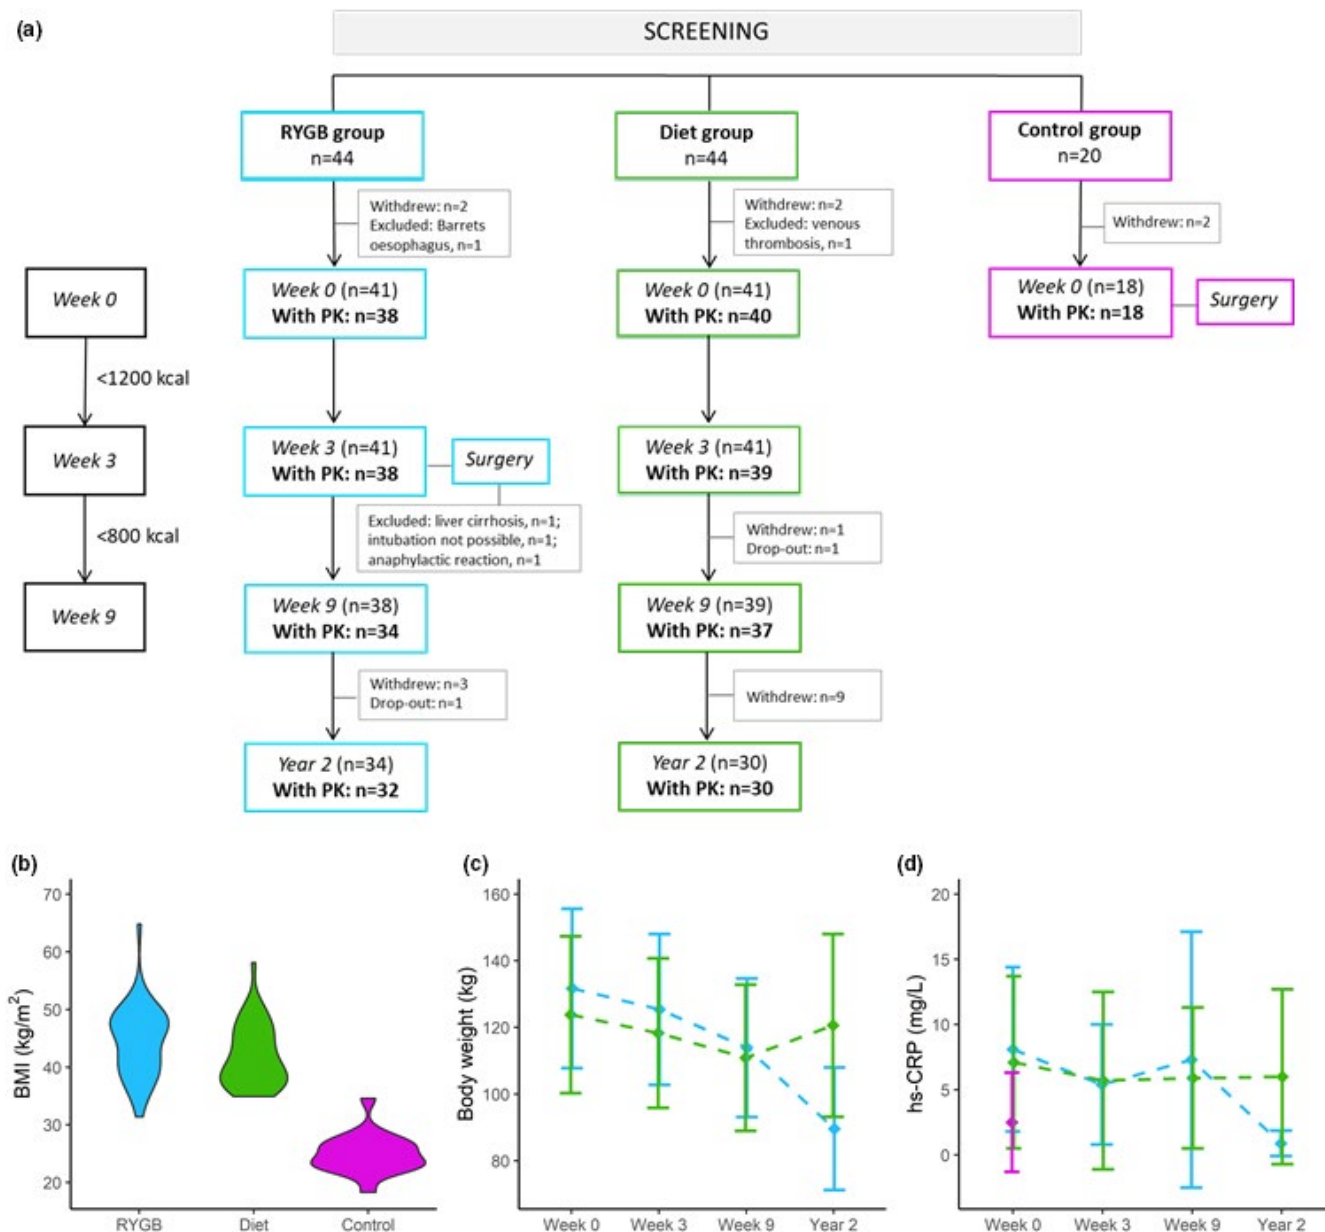 (a)
SCREENING
RYGB group
n=44
Diet group
n=44
Control group
n=20
Withdrew: n=2
Excluded: Barrets
oesophagus, n=1
Withdrew: n=2
Excluded: venous
thrombosis, n=1
Withdrew: n=2
Week 0
Week 0 (n=41)
With PK: n=38
Week 0 (n=41)
With PK: n=40
Week 0 (n=18)
With PK: n=18
Surgery
<1200 kcal
Week 3
Week 3 (n=41)
With PK: n=38
Surgery
Week 3 (n=41)
With PK: n=39
<800 kcal
Excluded: liver cirrhosis, n=1;
intubation not possible, n=1;
anaphylactic reaction, n=1
Withdrew: n=1
Drop-out: n=1
Week 9
Week 9 (n=38)
With PK: n=34
Week 9 (n=39)
With PK: n=37
Withdrew: n=3
Drop-out: n=1
Withdrew: n=9
Year 2 (n=34)
With PK: n=32
Year 2 (n=30)
With PK: n=30
(b)
BMI (kg/m²)
70
60
50
40
30
20
RYGB Diet Control
(c)
Body weight (kg)
160
140
120
100
80
Week 0 Week 3 Week 9 Year 2
(d)
hs-CRP (mg/L)
20
15
10
5
0
Week 0 Week 3 Week 9 Year 2